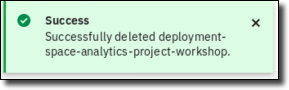 Success
Successfully deleted deployment-
space-analytics-project-workshop.